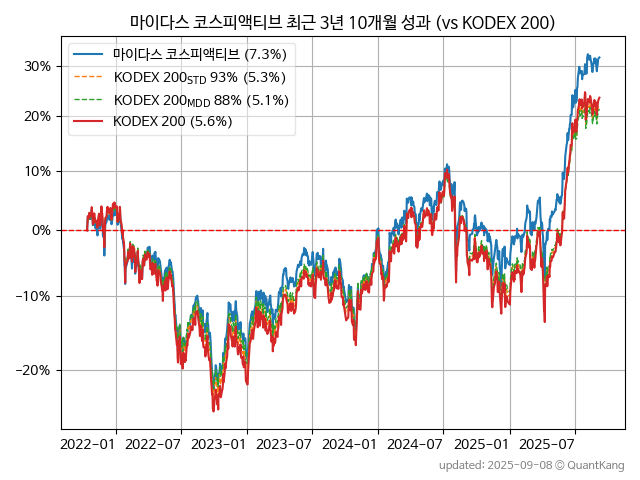 마이다스 코스피액티브 최근 3년 10개월 성과 (vs KODEX 200)
마이다스 코스피액티브 (7.3%)
KODEX 200STD 93% (5.3%)
KODEX 200MDD 88% (5.1%)
KODEX 200 (5.6%)
30%
20%
10%
0%
−10%
−20%
2022-01 2022-07 2023-01 2023-07 2024-01 2024-07 2025-01 2025-07
updated: 2025-09-08 ⓒ QuantKang